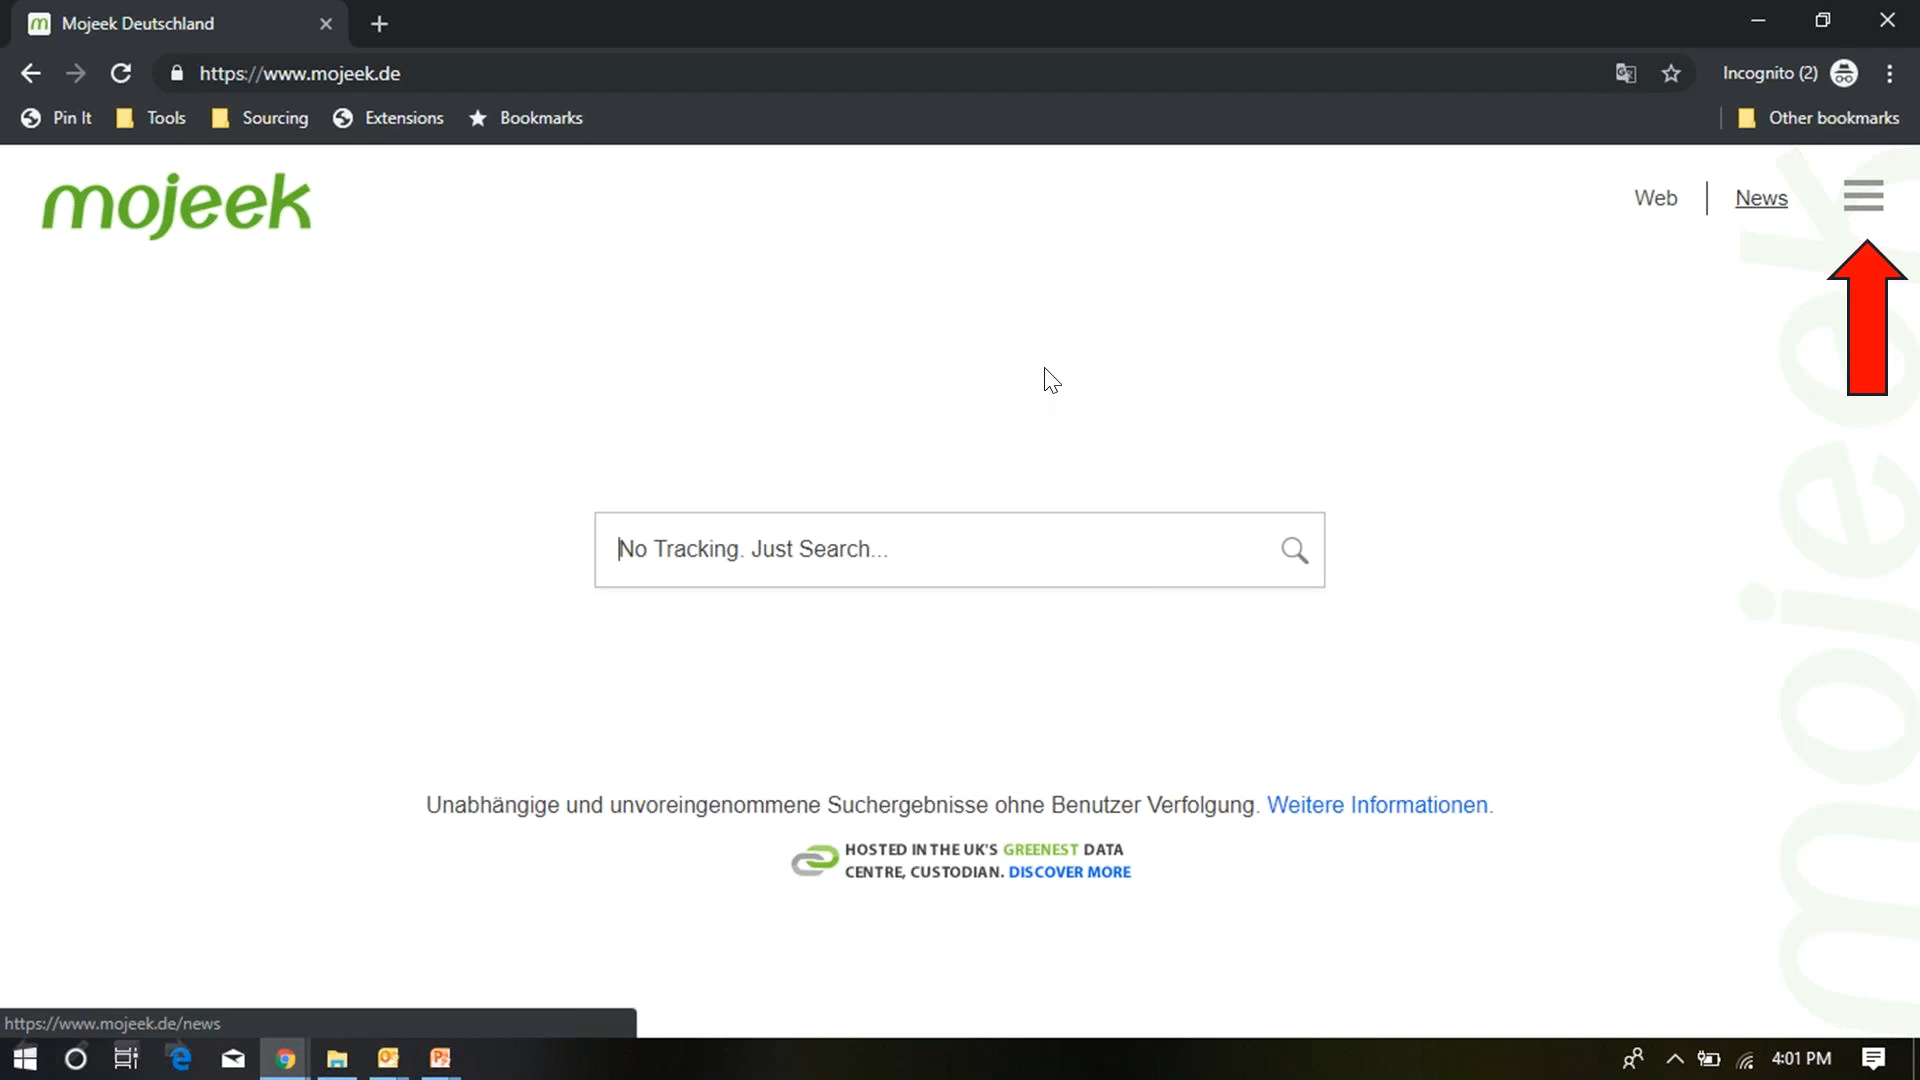 Mojeek Deutschland
https://www.mojeek.de
Incognito (2)
Pin It
Tools
Sourcing
Extensions
Bookmarks
Other bookmarks
mojeek
Web
News
No Tracking. Just Search...
Unabhängige und unvoreingenommene Suchergebnisse ohne Benutzer Verfolgung. Weitere Informationen.
HOSTED IN THE UK'S GREENEST DATA
CENTRE, CUSTODIAN. DISCOVER MORE
mojeek
https://www.mojeek.de/news
4:01 PM